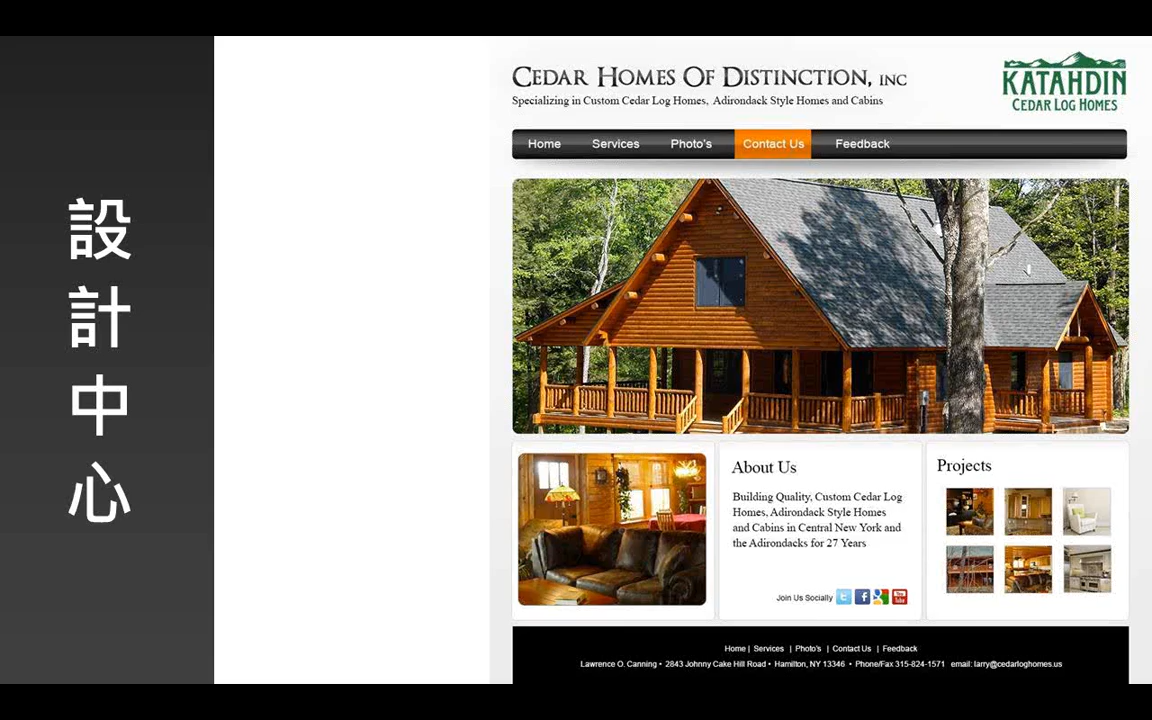 設計中心
CEDAR HOMES OF DISTINCTION, INC
Specializing in Custom Cedar Log Homes, Adirondack Style Homes and Cabins
KATAHDIN
CEDAR LOG HOMES
Home Services Photo's Contact Us Feedback
About Us
Building Quality, Custom Cedar Log
Homes, Adirondack Style Homes
and Cabins in Central New York and
the Adirondacks for 27 Years
Join Us Socially
You
Tube
Projects
Home | Services | Photo's | Contact Us | Feedback
Lawrence O. Canning • 2843 Johnny Cake Hill Road • Hamilton, NY 13346 • Phone/Fax 315-824-1571 email: larry@cedarloghomes.us